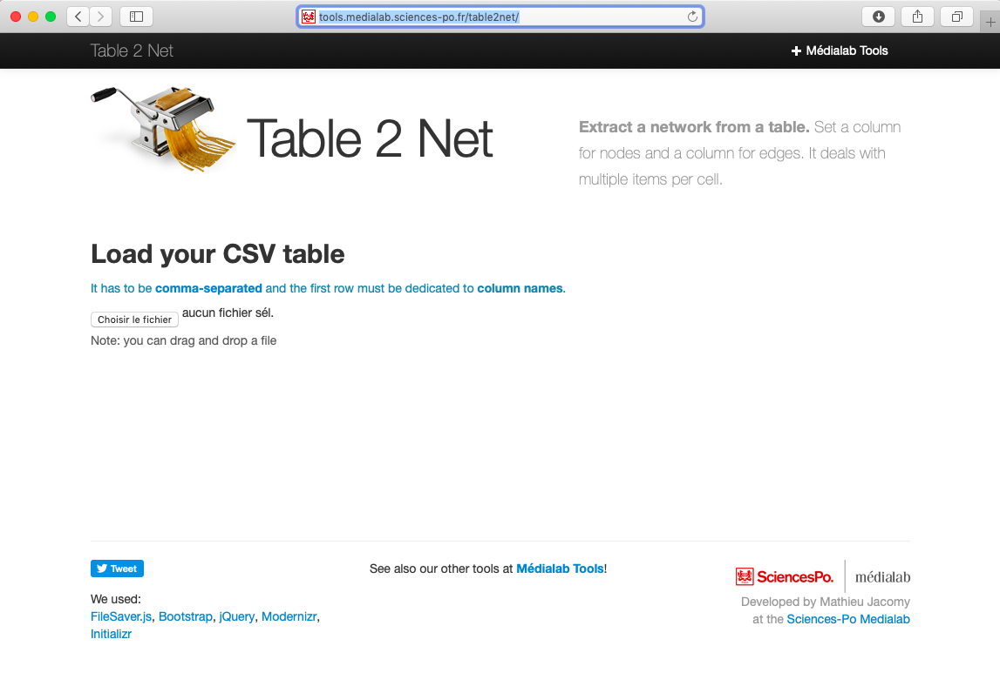 tools.medialab.sciences-po.fr/table2net/
Table 2 Net
Médialab Tools
Table 2 Net
Extract a network from a table. Set a column
for nodes and a column for edges. It deals with
multiple items per cell.
Load your CSV table
It has to be comma-separated and the first row must be dedicated to column names.
Choisir le fichier aucun fichier sél.
Note: you can drag and drop a file
Tweet
We used:
FileSaver.js, Bootstrap, jQuery, Modernizr,
Initializr
See also our other tools at Médialab Tools!
SciencesPo. médialab
Developed by Mathieu Jacomy
at the Sciences-Po Medialab